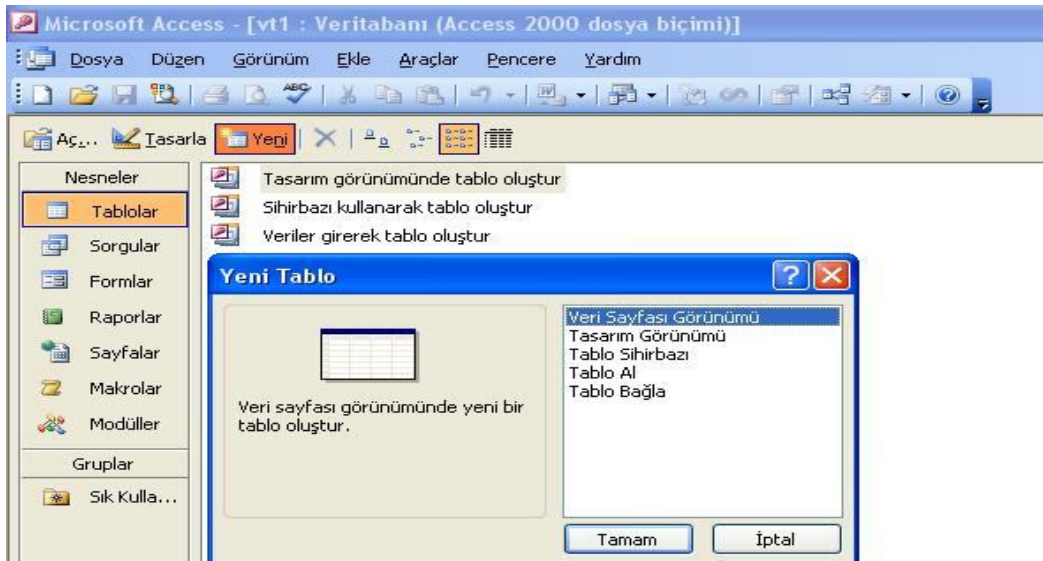 Microsoft Access - [vt1 : Veritabanı (Access 2000 dosya biçimi)]
Dosya Düzen Görünüm Ekle Araçlar Pencere Yardım
Aç... Tasarla Yeni
Nesneler
Tablolar
Sorgular
Formlar
Raporlar
Sayfalar
Makrolar
Modüller
Gruplar
Sık Kulla...
Tasarım görünümünde tablo oluştur
Sihirbazı kullanarak tablo oluştur
Veriler girerek tablo oluştur
Yeni Tablo
Veri sayfası görünümünde yeni bir
tablo oluştur.
Veri Sayfası Görünümü
Tasarım Görünümü
Tablo Sihirbazı
Tablo Al
Tablo Bağla
Tamam İptal